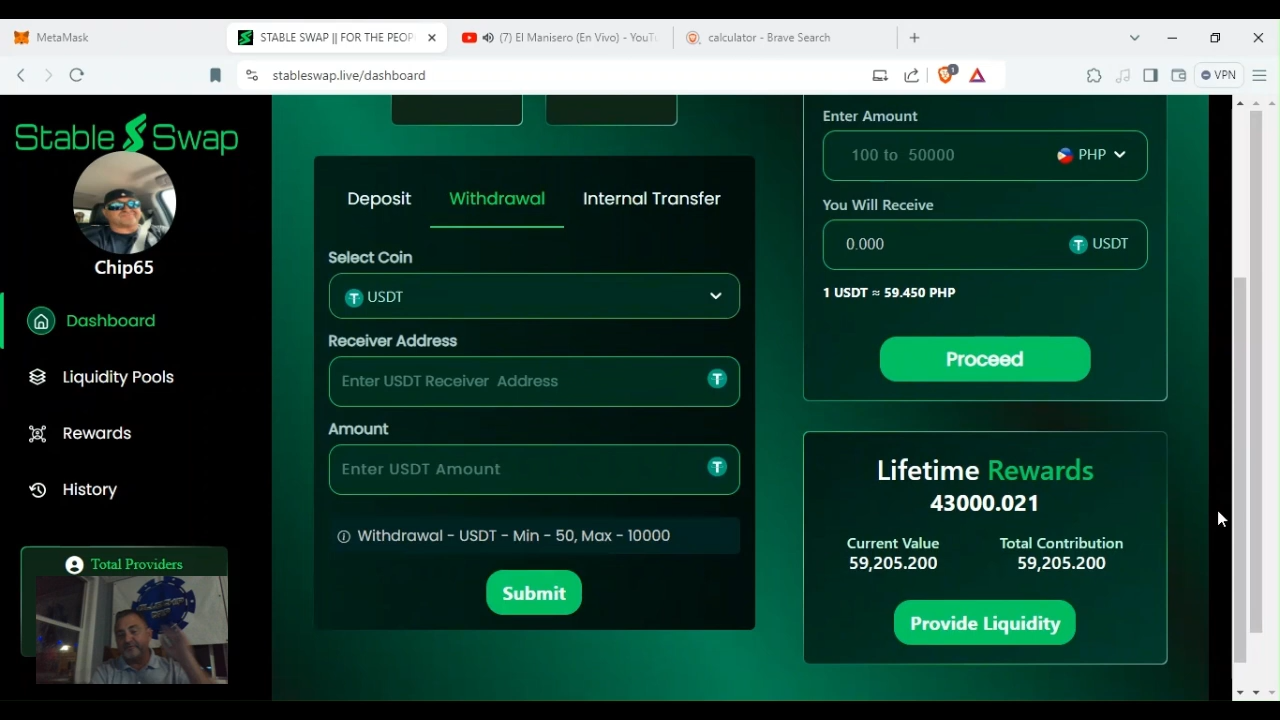 MetaMask
STABLE SWAP || FOR THE PEOP
(7) El Manisero (En Vivo) - YouTu
calculator - Brave Search
stableswap.live/dashboard
1
VPN
Stable Swap
Chip65
Dashboard
Liquidity Pools
Rewards
History
Total Providers
Deposit
Withdrawal
Internal Transfer
Select Coin
USDT
Receiver Address
Enter USDT Receiver Address
Amount
Enter USDT Amount
Withdrawal - USDT - Min - 50, Max - 10000
Submit
Enter Amount
100 to 50000
PHP
You Will Receive
0.000
USDT
1 USDT ≈ 59.450 PHP
Proceed
Lifetime Rewards
43000.021
Current Value
Total Contribution
59,205.200
59,205.200
Provide Liquidity